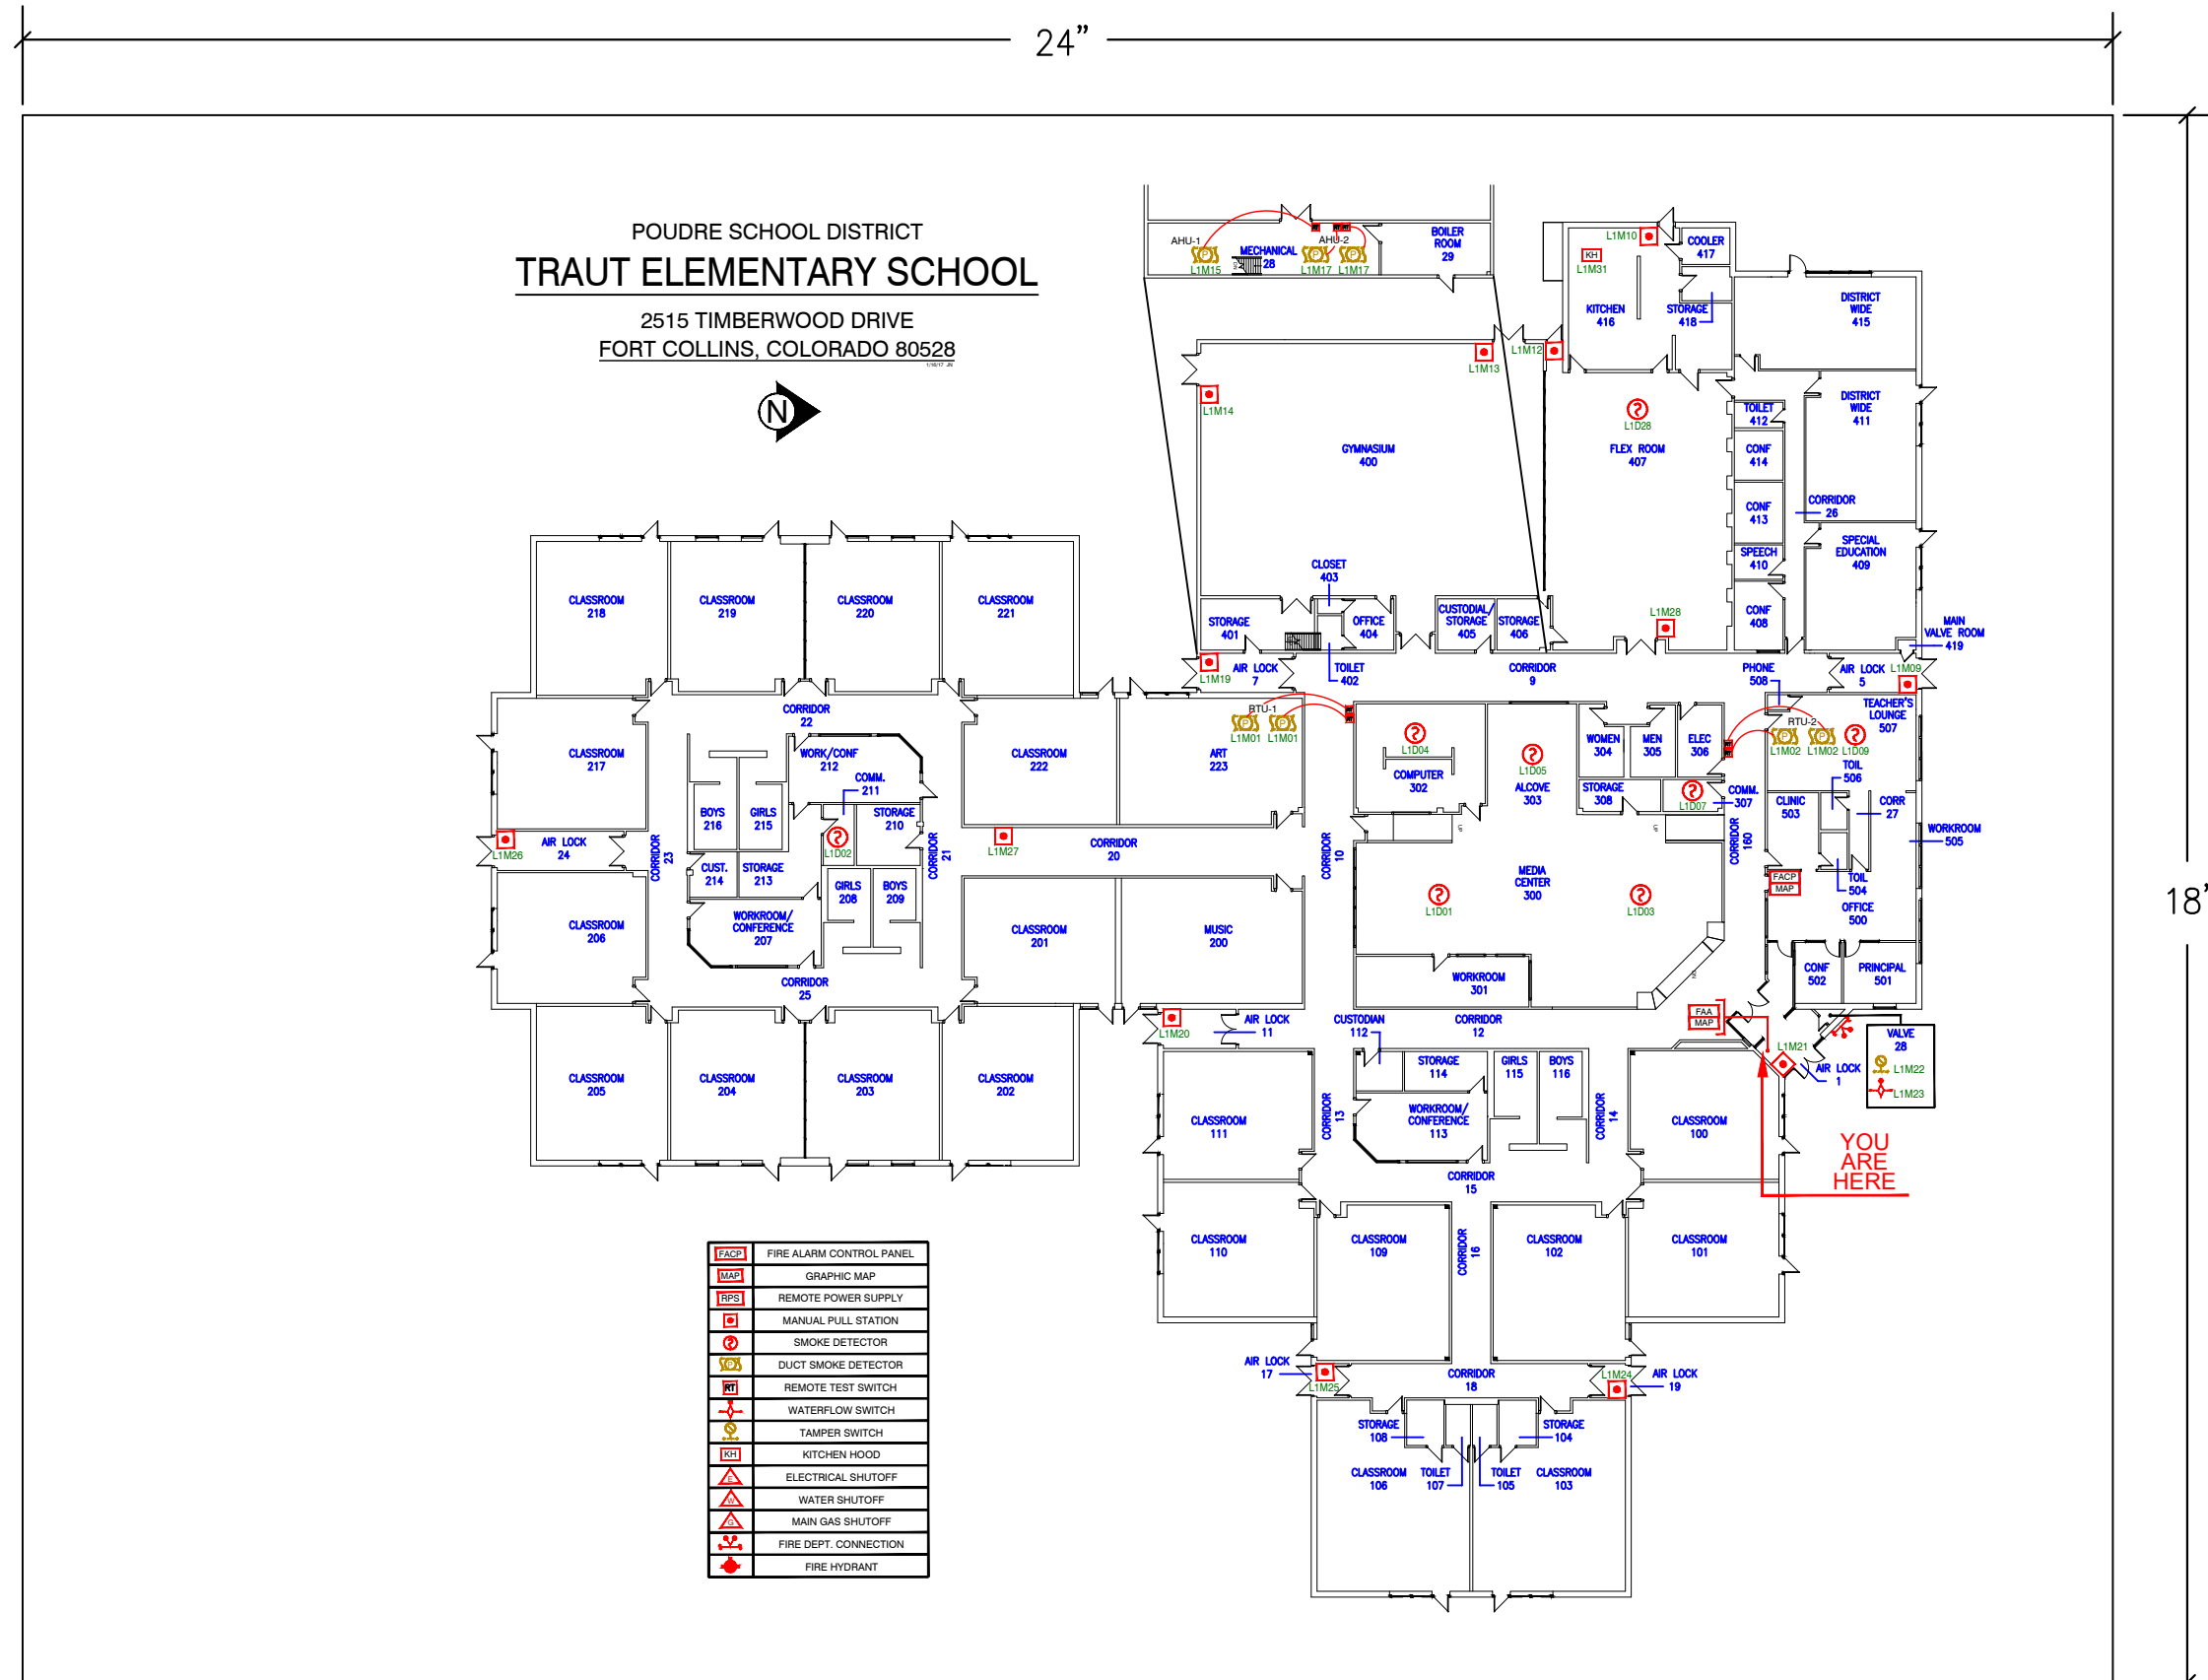 24"
18"
POUDRE SCHOOL DISTRICT
TRAUT ELEMENTARY SCHOOL
2515 TIMBERWOOD DRIVE
FORT COLLINS, COLORADO 80528
N
AHU-1
L1M15
MECHANICAL
28
AHU-2
L1M17
L1M17
BOILER
ROOM
29
L1M10
KH
L1M31
COOLER
417
KITCHEN
416
STORAGE
418
DISTRICT
WIDE
415
L1M12
L1M13
L1M14
L1D28
TOILET
412
DISTRICT
WIDE
411
GYMNASIUM
400
FLEX ROOM
407
CONF
414
CONF
413
CORRIDOR
26
SPEECH
410
SPECIAL
EDUCATION
409
CLOSET
403
STORAGE
401
OFFICE
404
CUSTODIAL/
STORAGE
405
STORAGE
406
L1M28
CONF
408
MAIN
VALVE ROOM
419
L1M19
AIR LOCK
7
TOILET
402
CORRIDOR
9
PHONE
508
AIR LOCK
5
L1M09
CLASSROOM
218
CLASSROOM
219
CLASSROOM
220
CLASSROOM
221
CORRIDOR
22
CLASSROOM
217
WORK/CONF
212
COMM.
211
BOYS
216
GIRLS
215
STORAGE
210
CLASSROOM
222
RTU-1
L1M01
L1M01
ART
223
L1D04
COMPUTER
302
L1D05
ALCOVE
303
WOMEN
304
MEN
305
ELEC
306
STORAGE
308
L1D07
COMM.
307
TEACHER'S
LOUNGE
507
RTU-2
L1M02
L1M02
L1D09
TOIL
506
CLINIC
503
CORR
27
WORKROOM
505
L1M26
AIR LOCK
24
CORRIDOR
23
CUST.
214
STORAGE
213
L1D02
CORRIDOR
21
L1M27
CORRIDOR
20
CORRIDOR
10
MEDIA
CENTER
300
UP
UP
CORRIDOR
160
FACP
MAP
TOIL
504
OFFICE
500
GIRLS
208
BOYS
209
CLASSROOM
206
WORKROOM/
CONFERENCE
207
CLASSROOM
201
MUSIC
200
L1D01
L1D03
WORKROOM
301
CONF
502
PRINCIPAL
501
CORRIDOR
25
L1M20
AIR LOCK
11
CUSTODIAN
112
CORRIDOR
12
FAA
MAP
L1M21
AIR LOCK
1
VALVE
28
L1M22
L1M23
CLASSROOM
205
CLASSROOM
204
CLASSROOM
203
CLASSROOM
202
STORAGE
114
GIRLS
115
BOYS
116
CLASSROOM
111
CORRIDOR
13
WORKROOM/
CONFERENCE
113
CORRIDOR
14
CLASSROOM
100
YOU
ARE
HERE
CORRIDOR
15
CLASSROOM
110
CLASSROOM
109
CORRIDOR
16
CLASSROOM
102
CLASSROOM
101
AIR LOCK
17
L1M25
CORRIDOR
18
L1M24
AIR LOCK
19
STORAGE
108
STORAGE
104
CLASSROOM
106
TOILET
107
TOILET
105
CLASSROOM
103
FACP FIRE ALARM CONTROL PANEL
MAP GRAPHIC MAP
RPS REMOTE POWER SUPPLY
MANUAL PULL STATION
SMOKE DETECTOR
P DUCT SMOKE DETECTOR
RT REMOTE TEST SWITCH
WATERFLOW SWITCH
TAMPER SWITCH
KH KITCHEN HOOD
E ELECTRICAL SHUTOFF
W WATER SHUTOFF
G MAIN GAS SHUTOFF
FIRE DEPT. CONNECTION
FIRE HYDRANT